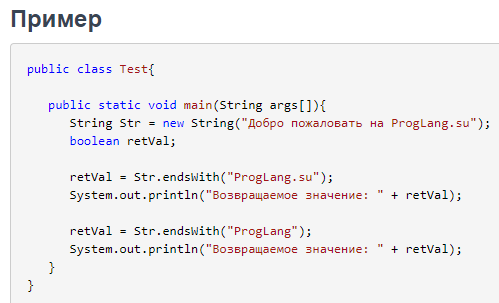 Пример
public class Test{
public static void main(String args[]){
String Str = new String("Добро пожаловать на ProgLang.su");
boolean retVal;
retVal = Str.endsWith("ProgLang.su");
System.out.println("Возвращаемое значение: " + retVal);
retVal = Str.endsWith("ProgLang");
System.out.println("Возвращаемое значение: " + retVal);
}
}